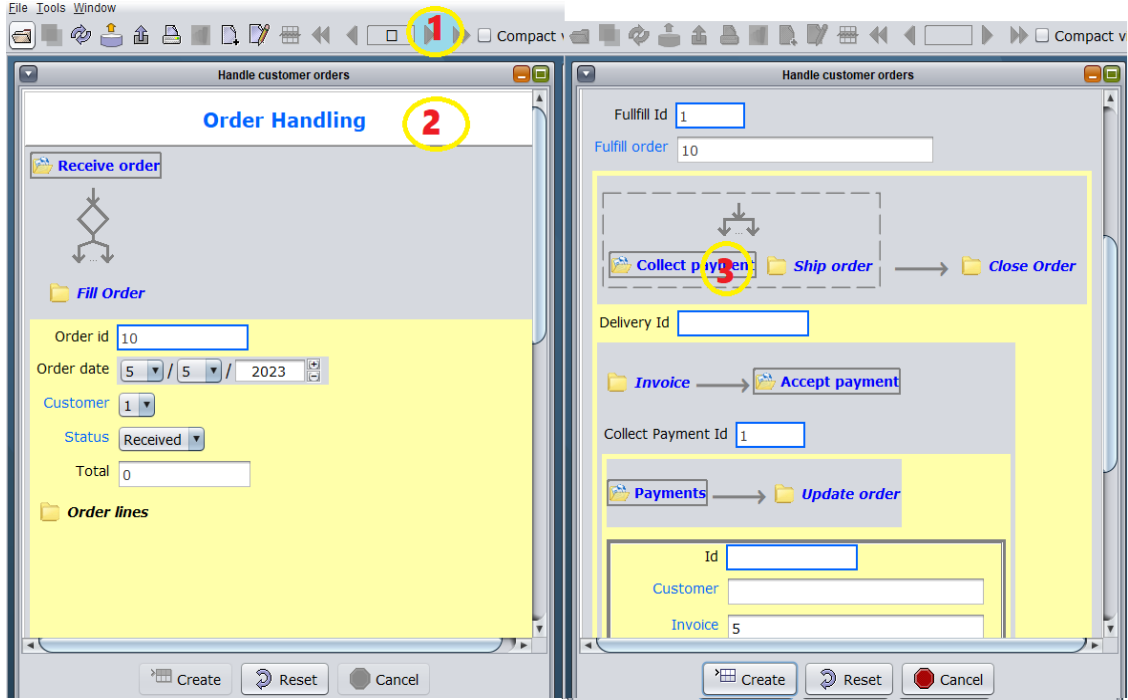 File Tools Window
1
Compact v
Compact vi
Handle customer orders
Order Handling
2
Receive order
...
Fill Order
Order id 10
Order date 5 / 5 / 2023
Customer 1
Status Received
Total 0
Order lines
Create Reset Cancel
Handle customer orders
Fullfill Id 1
Fulfill order 10
...
Collect payment Ship order Close Order
3
Delivery Id
Invoice Accept payment
Collect Payment Id 1
Payments Update order
Id
Customer
Invoice 5
Create Reset Cancel